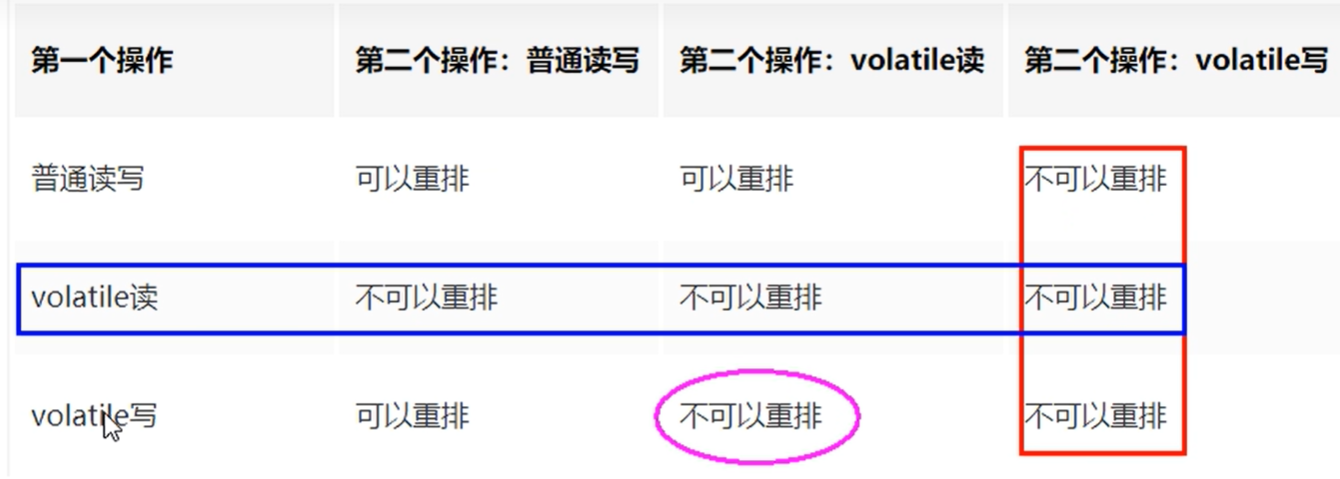 第一个操作 第二个操作：普通读写 第二个操作：volatile读 第二个操作：volatile写
普通读写 可以重排 可以重排 不可以重排
volatile读 不可以重排 不可以重排 不可以重排
volatile写 可以重排 不可以重排 不可以重排